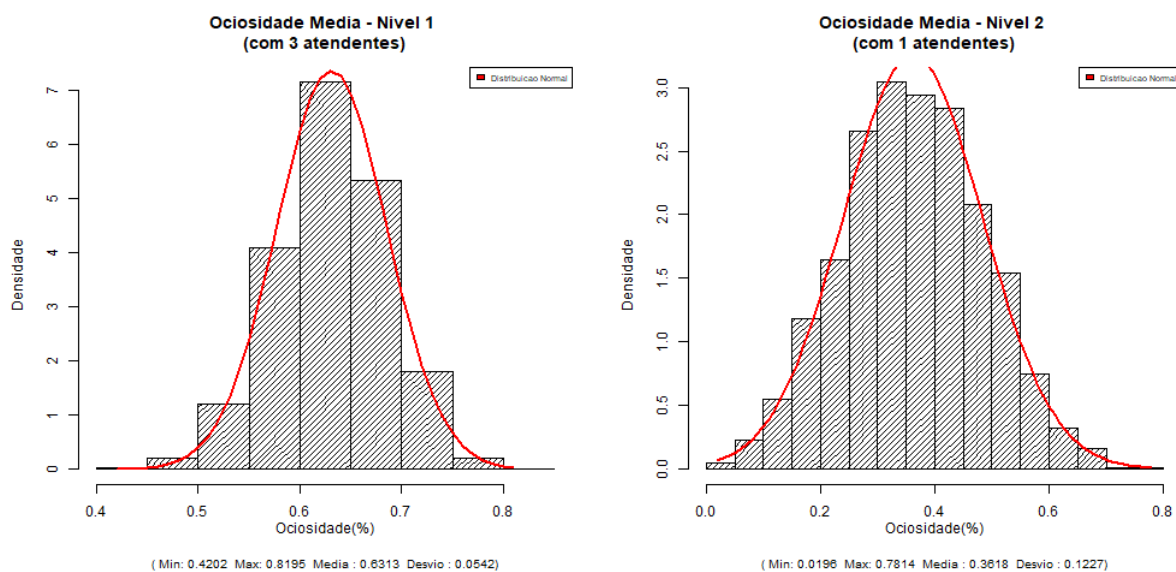 Ociosidade Media - Nivel 1
(com 3 atendentes)
Distribuicao Normal
Densidade
7
6
5
4
3
2
1
0
0.4 0.5 0.6 0.7 0.8
Ociosidade(%)
( Min: 0.4202 Max: 0.8195 Media : 0.6313 Desvio : 0.0542)
Ociosidade Media - Nivel 2
(com 1 atendentes)
Distribuicao Normal
Densidade
3.0
2.5
2.0
1.5
1.0
0.5
0.0
0.0 0.2 0.4 0.6 0.8
Ociosidade(%)
( Min: 0.0196 Max: 0.7814 Media : 0.3618 Desvio : 0.1227)